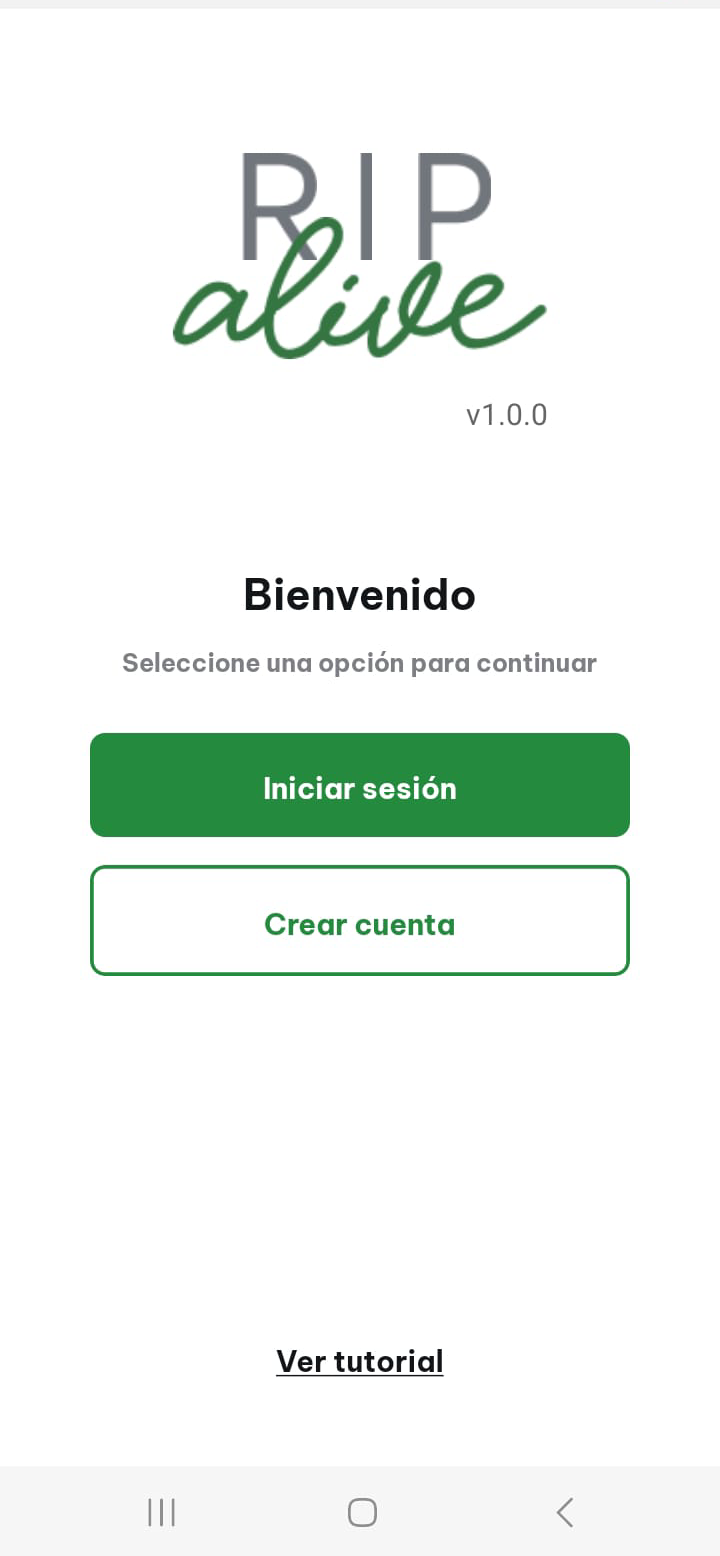 RIP
alive
v1.0.0
Bienvenido
Seleccione una opción para continuar
Iniciar sesión
Crear cuenta
Ver tutorial